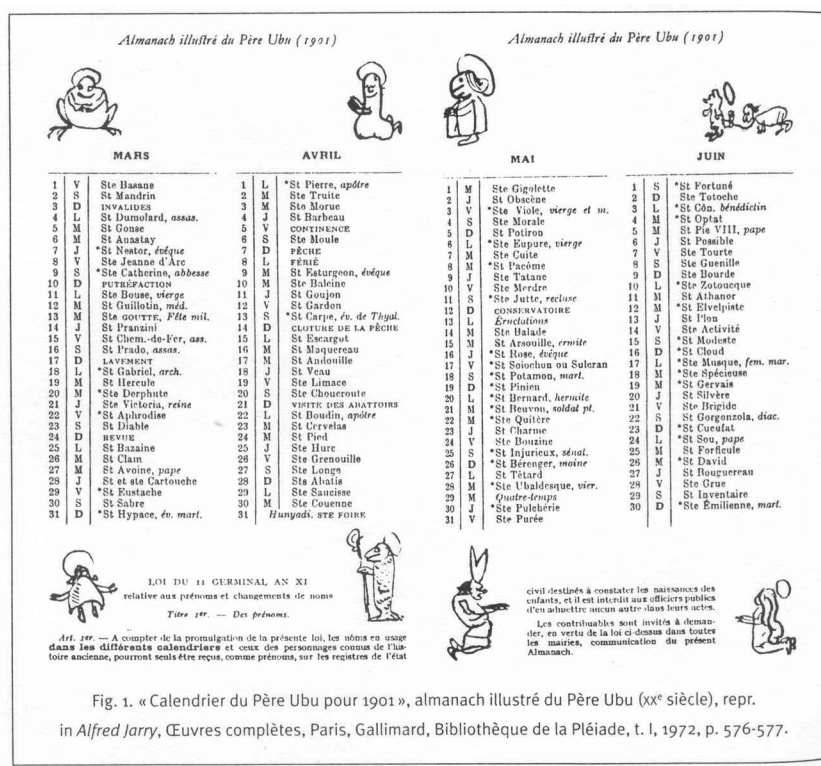 Almanach illustré du Père Ubu (1901)
MARS
1 V Ste Basane
2 S St Mandrin
3 D INVALIDES
4 L St Dumolard, assas.
5 M St Gonse
6 M St Anastay
7 J *St Nestor, évêque
8 V Ste Jeanne d'Arc
9 S *Ste Catherine, abbesse
10 D PUTRÉFACTION
11 L Ste Bouse, vierge
12 M St Guillotin, méd.
13 M Ste GOUTTE, Fête mil.
14 J St Pranzini
15 V St Chem.-de-Fer, ass.
16 S St Prado, assas.
17 D LAVEMENT
18 L *St Gabriel, arch.
19 M St Hercule
20 M *Ste Derphute
21 J Ste Victoria, reine
22 V *St Aphrodise
23 S St Diable
24 D REVUE
25 L St Bazaine
26 M St Clam
27 M St Avoine, pape
28 J St et ste Cartouche
29 V *St Eustache
30 S St Sabre
31 D *St Hypace, év. mart.
AVRIL
1 L *St Pierre, apôtre
2 M Ste Truite
3 M Ste Morue
4 J St Barbeau
5 V CONTINENCE
6 S Ste Moule
7 D PÊCHE
8 L FÉRIÉ
9 M St Esturgeon, évêque
10 M Ste Baleine
11 J St Goujon
12 V St Gardon
13 S *St Carpe, év. de Thyat.
14 D CLOTURE DE LA PÊCHE
15 L St Escargot
16 M St Maquereau
17 M St Andouille
18 J St Veau
19 V Ste Limace
20 S Ste Choucroute
21 D VISITE DES ABATTOIRS
22 L St Boudin, apôtre
23 M St Cervelas
24 M St Pied
25 J Ste Hure
26 V Ste Grenouille
27 S Ste Longe
28 D Sts Abatis
29 L Ste Saucisse
30 M Ste Couenne
31 Hunyadi. STE FOIRE
LOI DU 11 GERMINAL AN XI
relative aux prénoms et changements de noms
Titre 1er. — Des prénoms.
Art. 1er. — A compter de la promulgation de la présente loi, les noms en usage
dans les différents calendriers et ceux des personnages connus de l'his-
toire ancienne, pourront seuls être reçus, comme prénoms, sur les registres de l'état
Almanach illustré du Père Ubu (1901)
MAI
1 M Ste Gigolette
2 J St Obscène
3 V *Ste Viole, vierge et m.
4 S Ste Morale
5 D St Potiron
6 L *Ste Eupure, vierge
7 M Ste Cuite
8 M *St Pacôme
9 J Ste Tatane
10 V Ste Merdre
11 S *Ste Jutte, recluse
12 D CONSERVATOIRE
13 L Éructations
14 M Ste Balade
15 M St Arsouille, ermite
16 J *St Rose, évêque
17 V *St Soiochon ou Suleran
18 S *St Potamon, mart.
19 D *St Pinien
20 L *St Bernard, hermite
21 M *St Beuvon, soldat pl.
22 M *Ste Quitère
23 J St Charme
24 V Ste Bouzine
25 S *St Injurieux, sénat.
26 D *St Bérenger, moine
27 L St Têtard
28 M *Ste Ubaldesque, vier.
29 M Quatre-temps
30 J *Ste Pulchérie
31 V Ste Purée
JUIN
1 S *St Fortuné
2 D Ste Totoche
3 L *St Côn. bénédictin
4 M *St Optat
5 M St Pie VIII, pape
6 J St Possible
7 V Ste Tourte
8 S Ste Guenille
9 D Ste Bourde
10 L *Ste Zotoucque
11 M St Athanor
12 M *St Elvelpiste
13 J St Plon
14 V Ste Activité
15 S *St Modeste
16 D *St Cloud
17 L *Ste Musque, fem. mar.
18 M *Ste Spécieuse
19 M *St Gervais
20 J St Silvère
21 V Ste Brigide
22 S St Gorgonzola, diac.
23 D *St Cucufat
24 L *St Sou, pape
25 M St Forficule
26 M *St David
27 J St Bouguereau
28 V Ste Grue
29 S St Inventaire
30 D *Ste Émilienne, mart.
civil destinés à constater les naissances des
enfants, et il est interdit aux officiers publics
d'en admettre aucun autre dans leurs actes.
Les contribuables sont invités à deman-
der, en vertu de la loi ci-dessus dans toutes
les mairies, communication du présent
Almanach.
Fig. 1. « Calendrier du Père Ubu pour 1901 », almanach illustré du Père Ubu (XXe siècle), repr.
in Alfred Jarry, Œuvres complètes, Paris, Gallimard, Bibliothèque de la Pléiade, t. I, 1972, p. 576-577.